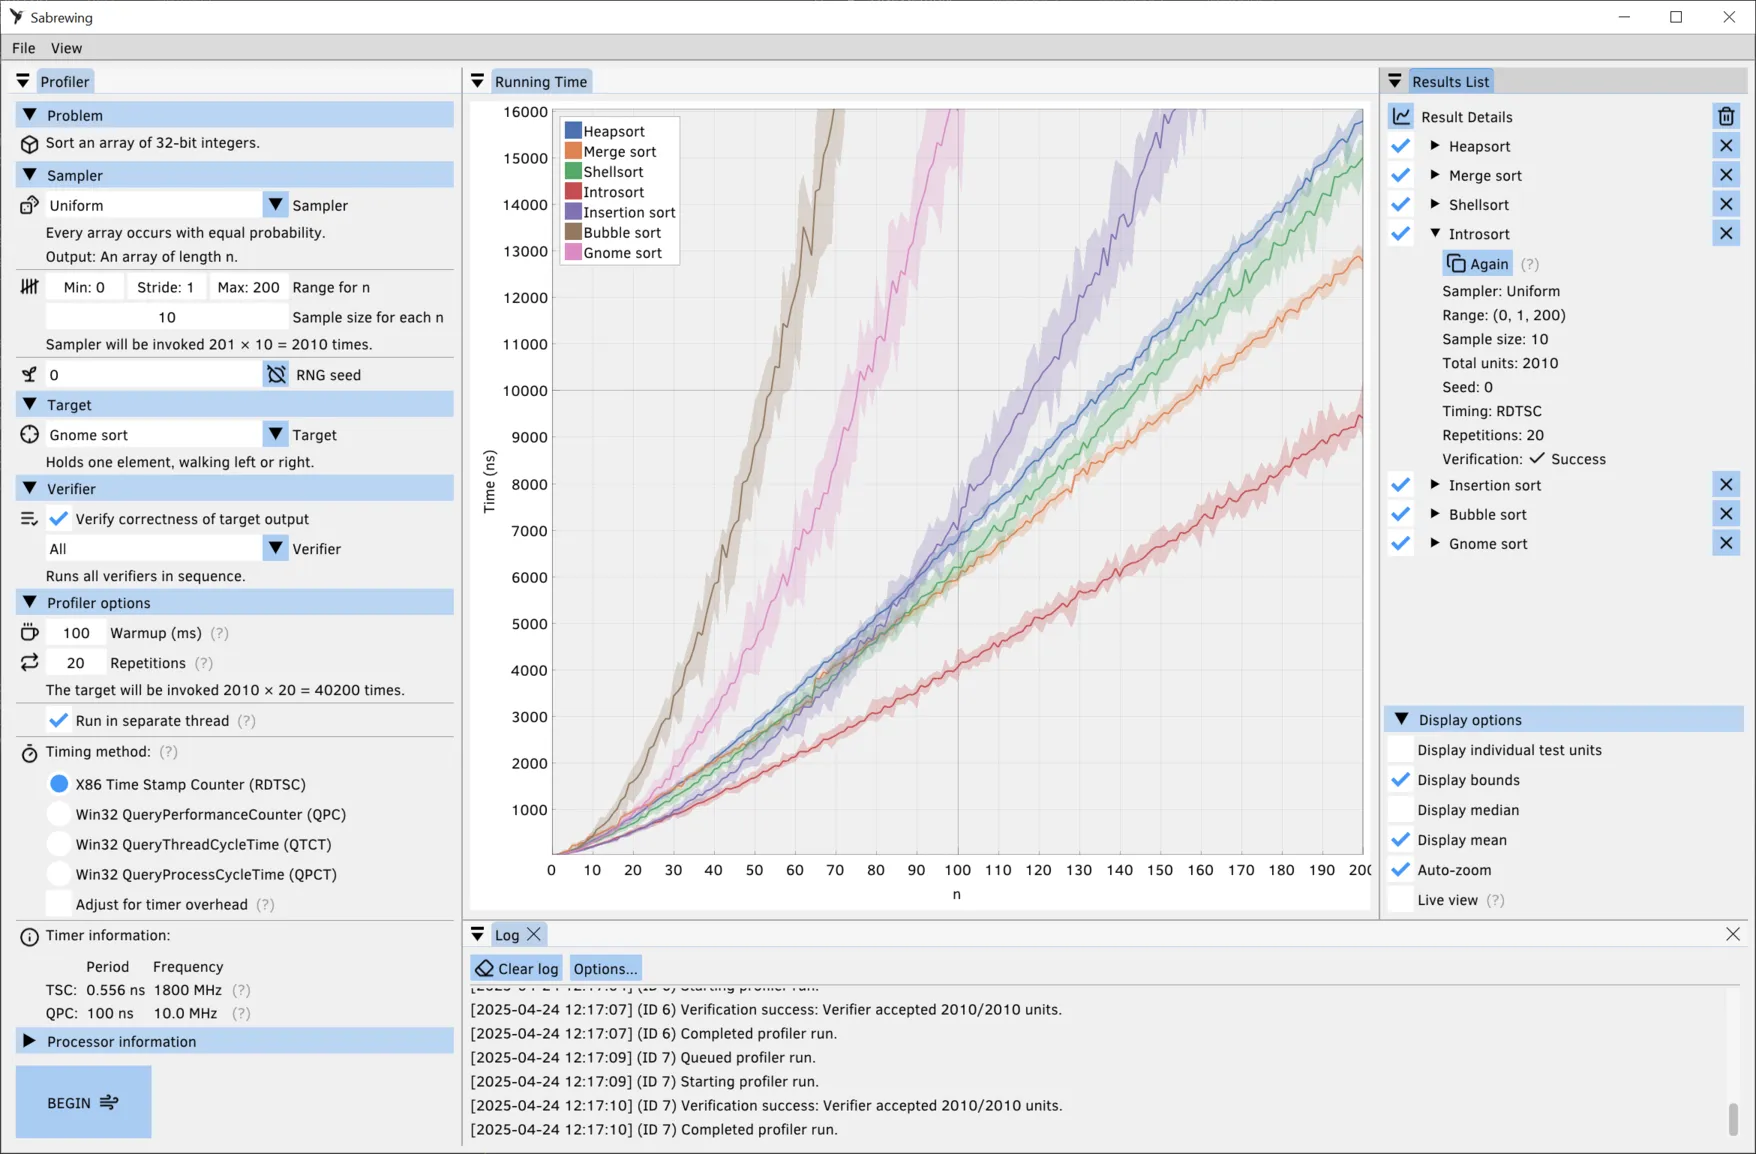 Sabrewing
File View
Profiler
Problem
Sort an array of 32-bit integers.
Sampler
Uniform Sampler
Every array occurs with equal probability.
Output: An array of length n.
Min: 0 Stride: 1 Max: 200 Range for n
10 Sample size for each n
Sampler will be invoked 201 × 10 = 2010 times.
0 RNG seed
Target
Gnome sort Target
Holds one element, walking left or right.
Verifier
Verify correctness of target output
All Verifier
Runs all verifiers in sequence.
Profiler options
100 Warmup (ms) (?)
20 Repetitions (?)
The target will be invoked 2010 × 20 = 40200 times.
Run in separate thread (?)
Timing method: (?)
X86 Time Stamp Counter (RDTSC)
Win32 QueryPerformanceCounter (QPC)
Win32 QueryThreadCycleTime (QTCT)
Win32 QueryProcessCycleTime (QPCT)
Adjust for timer overhead (?)
Timer information:
Period Frequency
TSC: 0.556 ns 1800 MHz (?)
QPC: 100 ns 10.0 MHz (?)
Processor information
BEGIN
Running Time
16000
15000
14000
13000
12000
11000
10000
9000
8000
7000
6000
5000
4000
3000
2000
1000
Time (ns)
Heapsort
Merge sort
Shellsort
Introsort
Insertion sort
Bubble sort
Gnome sort
0 10 20 30 40 50 60 70 80 90 100 110 120 130 140 150 160 170 180 190 200
n
Log
Clear log Options...
[2025-04-24 12:17:04] (ID 6) Starting profiler run.
[2025-04-24 12:17:07] (ID 6) Verification success: Verifier accepted 2010/2010 units.
[2025-04-24 12:17:07] (ID 6) Completed profiler run.
[2025-04-24 12:17:09] (ID 7) Queued profiler run.
[2025-04-24 12:17:09] (ID 7) Starting profiler run.
[2025-04-24 12:17:10] (ID 7) Verification success: Verifier accepted 2010/2010 units.
[2025-04-24 12:17:10] (ID 7) Completed profiler run.
Results List
Result Details
Heapsort
Merge sort
Shellsort
Introsort
Again (?)
Sampler: Uniform
Range: (0, 1, 200)
Sample size: 10
Total units: 2010
Seed: 0
Timing: RDTSC
Repetitions: 20
Verification: ✓ Success
Insertion sort
Bubble sort
Gnome sort
Display options
Display individual test units
Display bounds
Display median
Display mean
Auto-zoom
Live view (?)